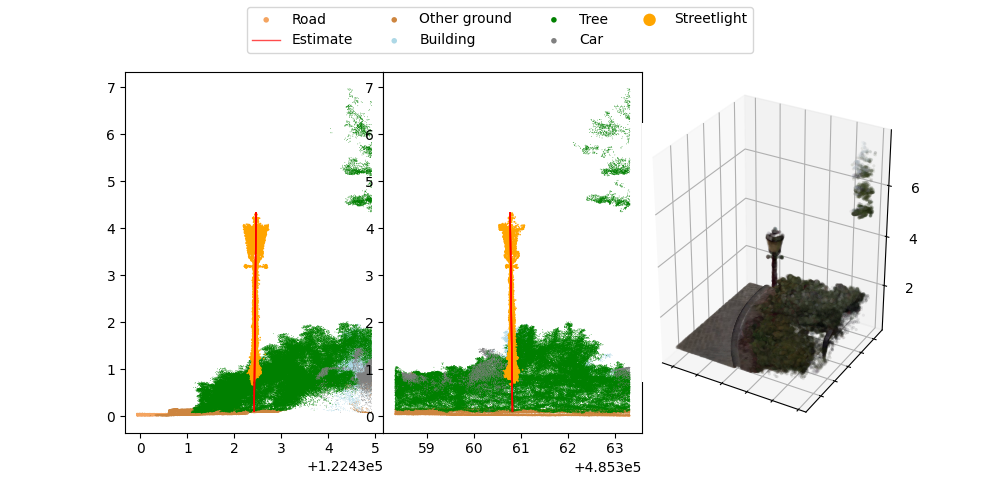 Road Other ground Tree Streetlight
Estimate Building Car
7 7
6 6 6
5 5
4 4 4
3 3
2 2 2
1 1
0 0
0 1 2 3 4 5 59 60 61 62 63
+1.2243e5 +4.853e5